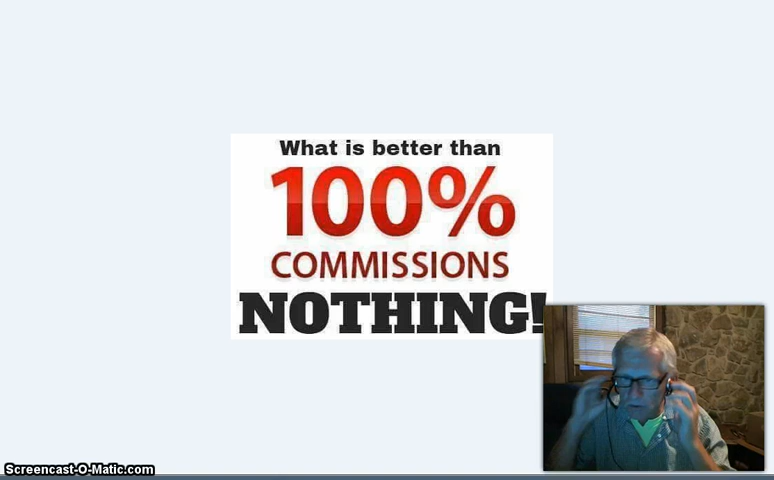 What is better than
100%
COMMISSIONS
NOTHING!
Screencast-O-Matic.com